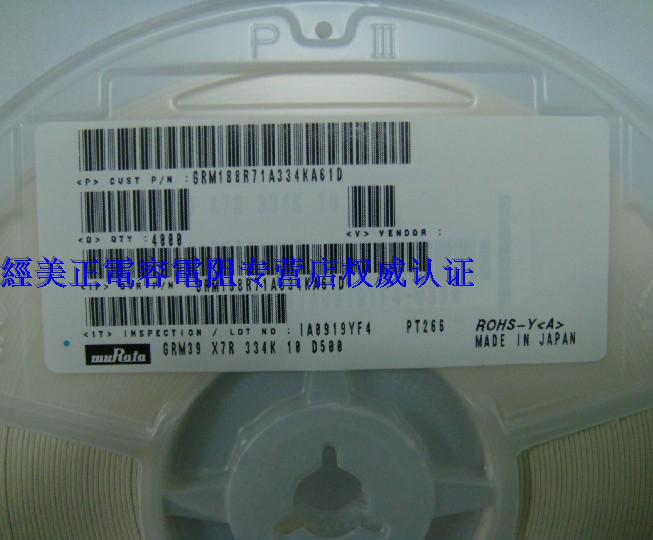 P III
<P> CUST P/N :GRM188R71A334KA61D
X7R 334K 10
<Q> QTY :4000 <V> VENDOR :
經美正電容電阻专营店权威认证
GRM188R71A334KA61D
<1T> INSPECTION / LOT NO : IA0919YF4 PT266 ROHS-Y<A>
MADE IN JAPAN
muRata GRM39 X7R 334K 10 D500